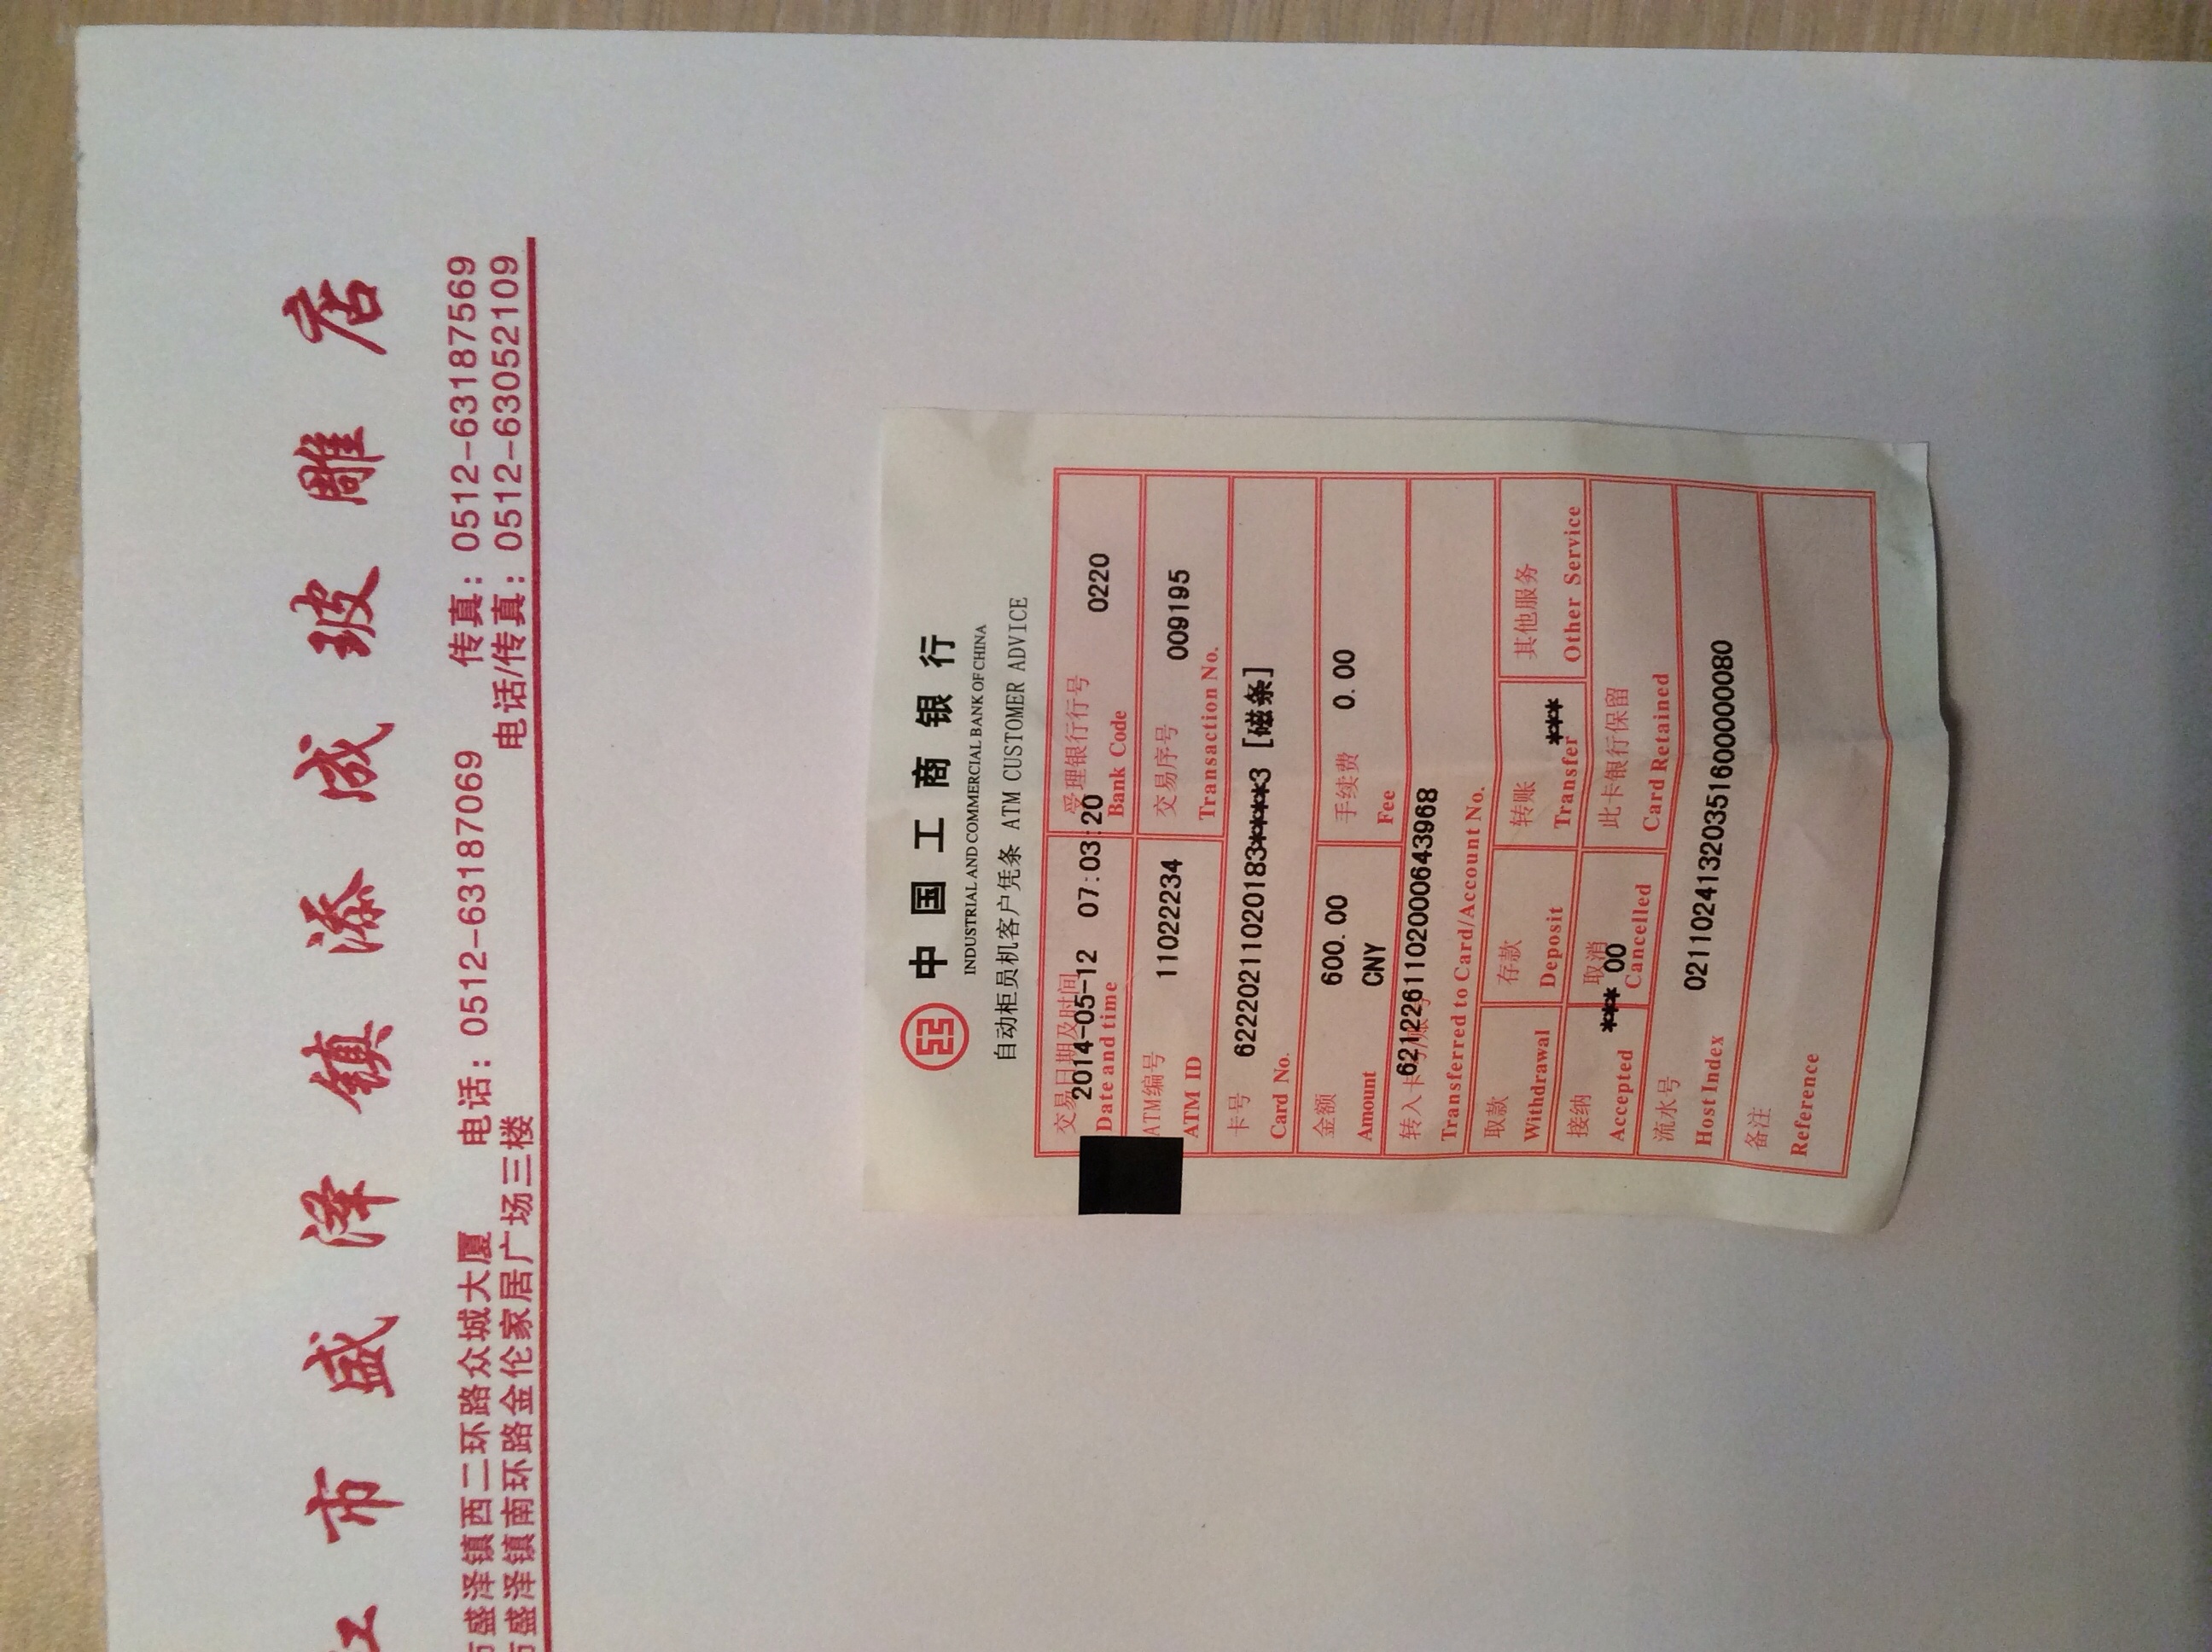 江市盛泽镇添成玻雕店
市盛泽镇西二环路众城大厦 电话: 0512-63187069 传真: 0512-63187569
市盛泽镇南环路金伦家居广场三楼 电话/传真: 0512-63052109
中国工商银行
INDUSTRIAL AND COMMERCIAL BANK OF CHINA
自动柜员机客户凭条 ATM CUSTOMER ADVICE
交易日期及时间 受理银行行号
2014-05-12 07:03:20 0220
Date and time Bank Code
ATM编号 交易序号
11022234 009195
ATM ID Transaction No.
卡号
62220211020183*****3 [磁条]
Card No.
金额 600.00 手续费 0.00
Amount CNY Fee
转入卡号/账号
6212261102000643968
Transferred to Card/Account No.
取款 存款 转账 其他服务
Withdrawal Deposit Transfer *** Other Service
接纳 取消 此卡银行保留
*** 00
Accepted Cancelled Card Retained
流水号
021102413203516000000080
Host Index
备注
Reference